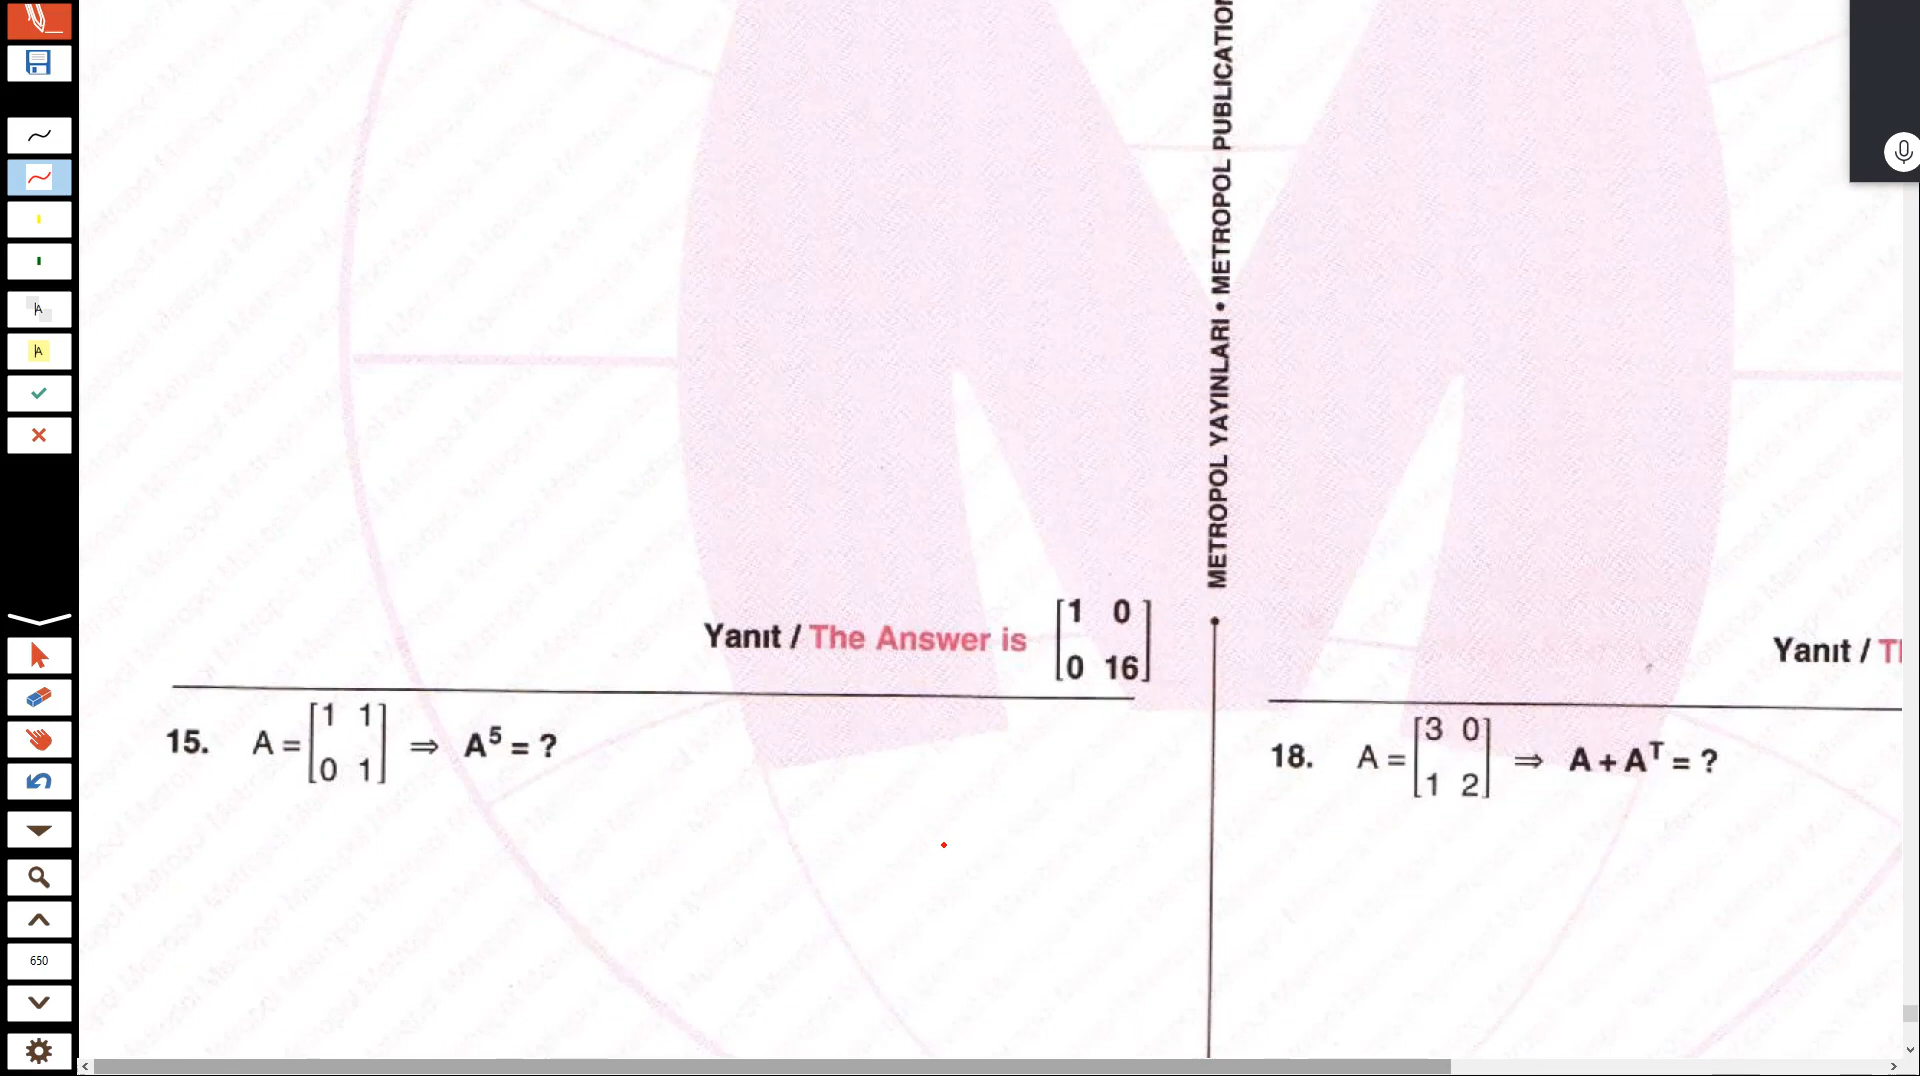 METROPOL YAYINLARI • METROPOL PUBLICATION
Yanıt / The Answer is [1 0
0 16]
15. A = [1 1
0 1] ⇒ A⁵ = ?
Yanıt /
18. A = [3 0
1 2] ⇒ A + Aᵀ = ?
A
A
650